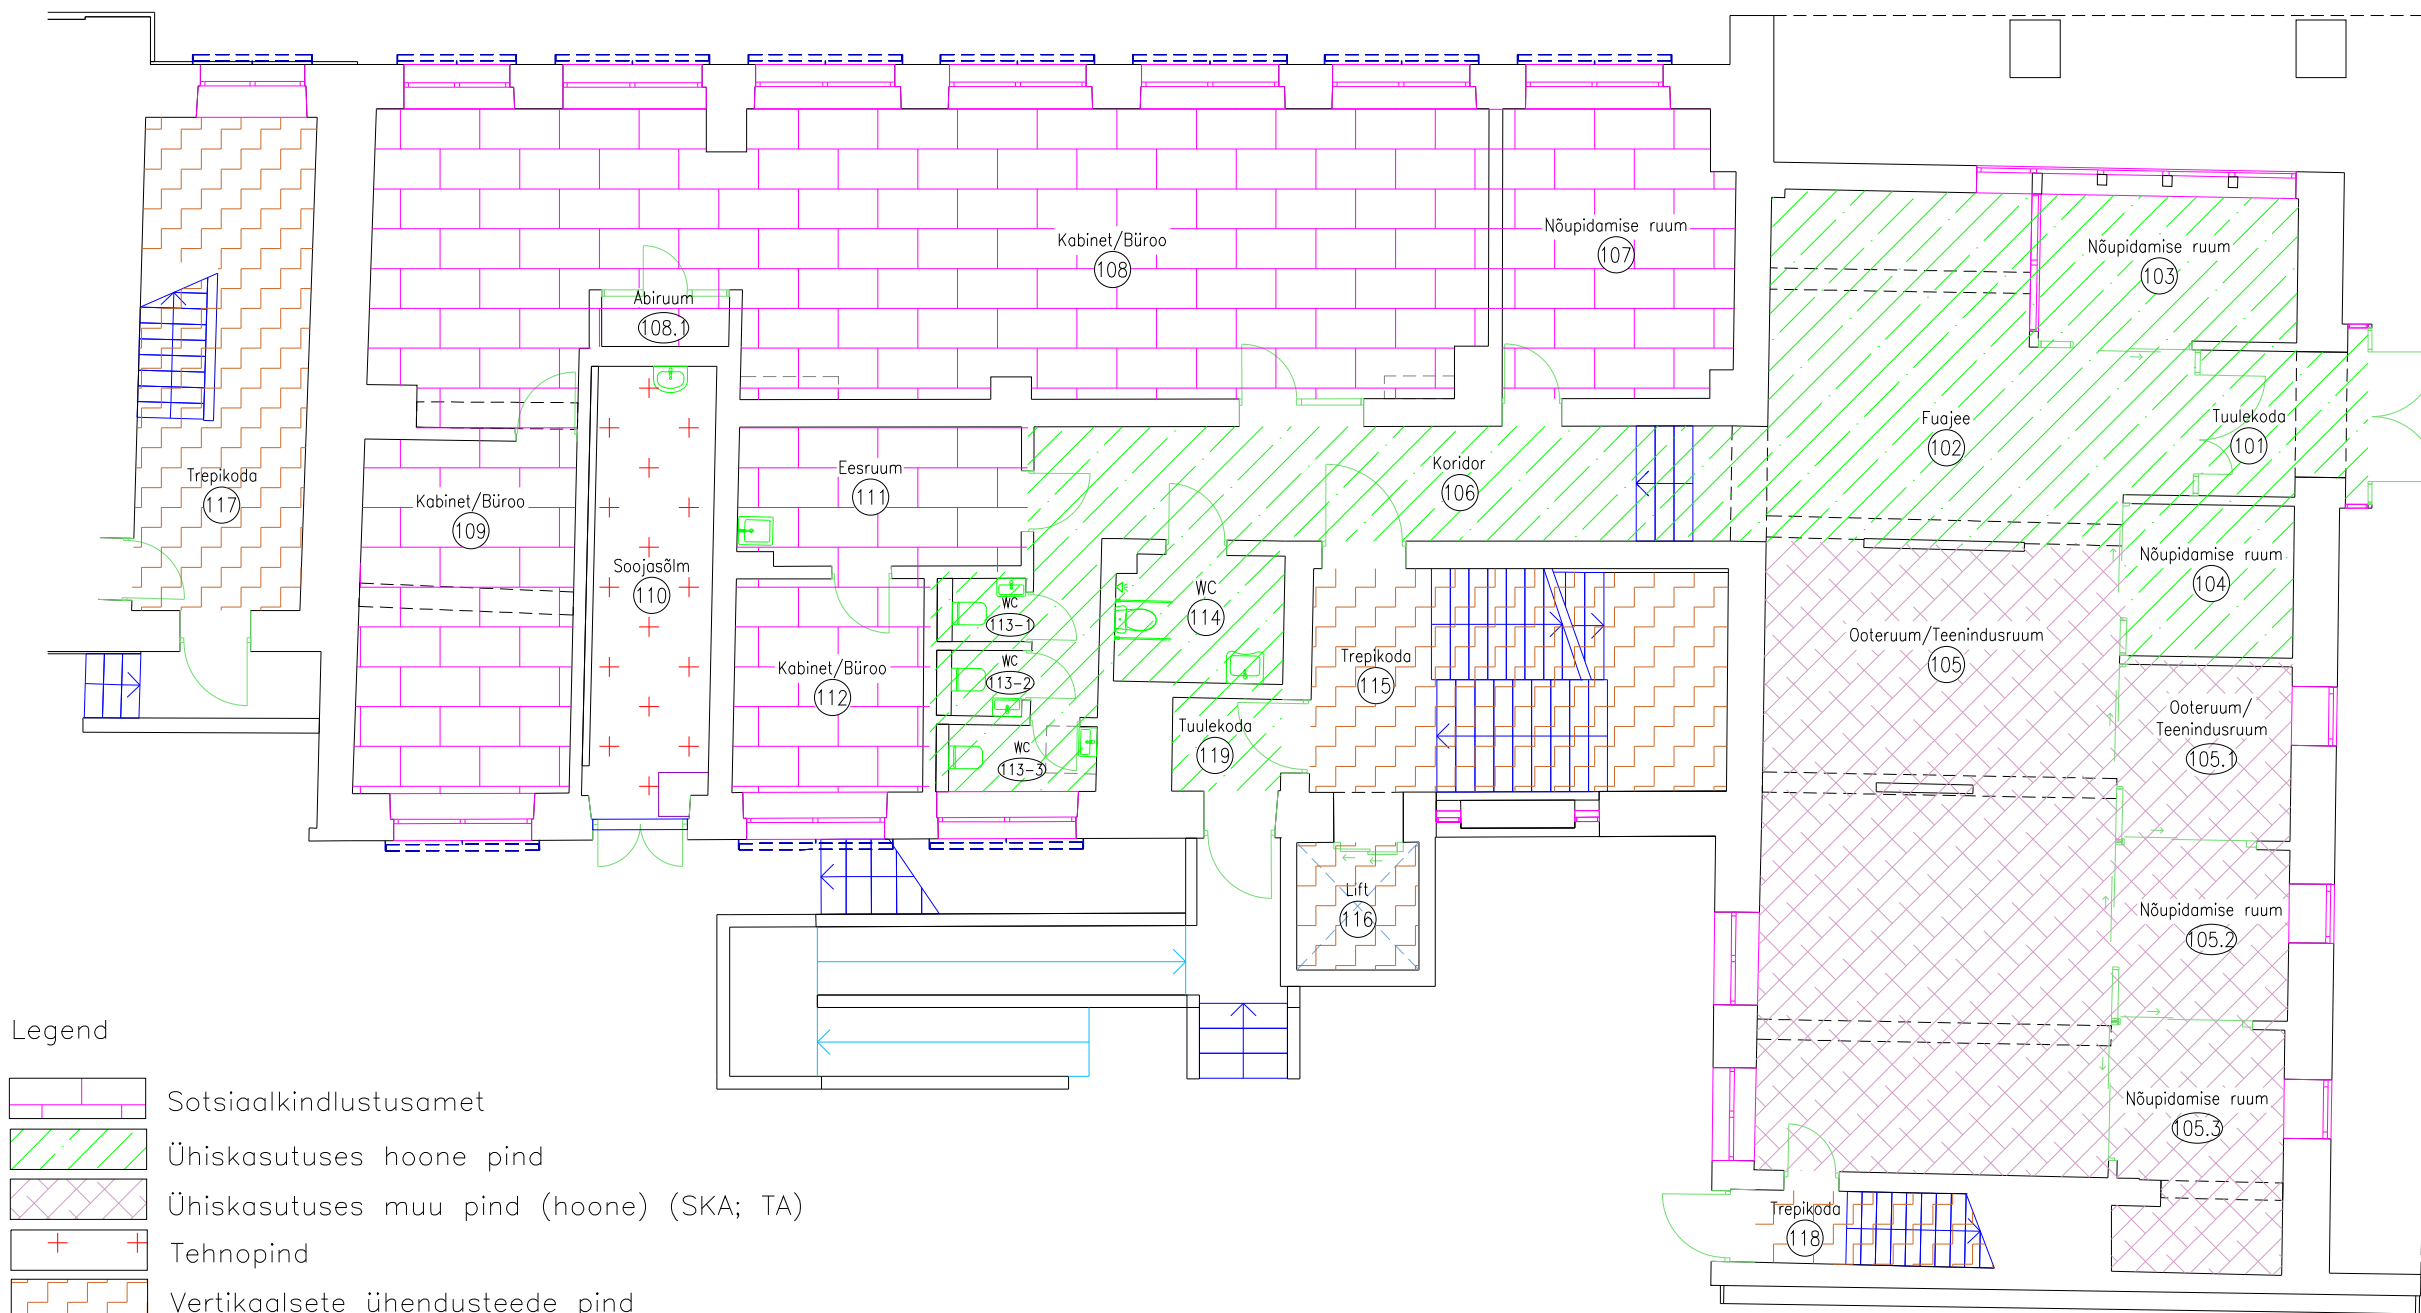 Nõupidamise ruum
107
Kabinet/Büroo
108
Nõupidamise ruum
103
Abiruum
108.1
Fuajee
102
Tuulekoda
101
Koridor
106
Eesruum
111
Trepikoda
117
Kabinet/Büroo
109
Soojasõlm
110
Nõupidamise ruum
104
WC
113-1
WC
114
Ooteruum/Teenindusruum
105
WC
113-2
Kabinet/Büroo
112
Trepikoda
115
Tuulekoda
119
WC
113-3
Ooteruum/
Teenindusruum
105.1
Lift
116
Nõupidamise ruum
105.2
Nõupidamise ruum
105.3
Trepikoda
118
Legend
Sotsiaalkindlustusamet
Ühiskasutuses hoone pind
Ühiskasutuses muu pind (hoone) (SKA; TA)
Tehnopind
Vertikaalsete ühendusteede pind